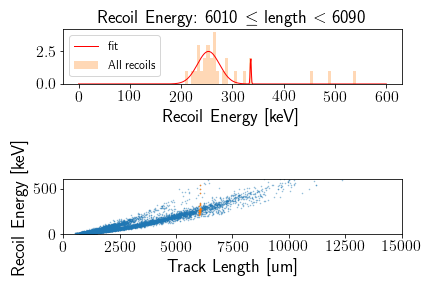 Recoil Energy: 6010 ≤ length < 6090
2.5
0.0
fit
All recoils
0 100 200 300 400 500 600
Recoil Energy [keV]
Recoil Energy [keV]
500
0
0 2500 5000 7500 10000 12500 15000
Track Length [um]